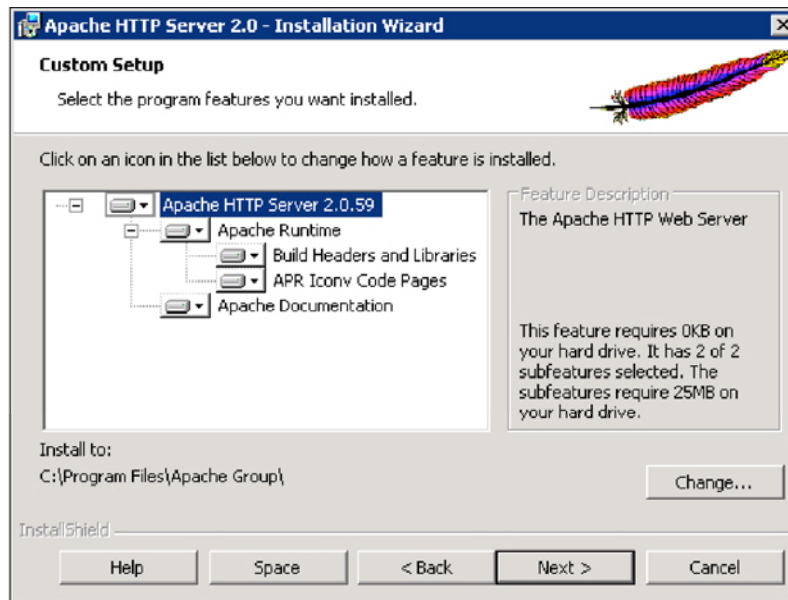 Apache HTTP Server 2.0 - Installation Wizard
Custom Setup
Select the program features you want installed.
Click on an icon in the list below to change how a feature is installed.
Apache HTTP Server 2.0.59
Apache Runtime
Build Headers and Libraries
APR Iconv Code Pages
Apache Documentation
Feature Description
The Apache HTTP Web Server
This feature requires 0KB on
your hard drive. It has 2 of 2
subfeatures selected. The
subfeatures require 25MB on
your hard drive.
Install to:
C:\Program Files\Apache Group\
Change...
InstallShield
Help
Space
< Back
Next >
Cancel